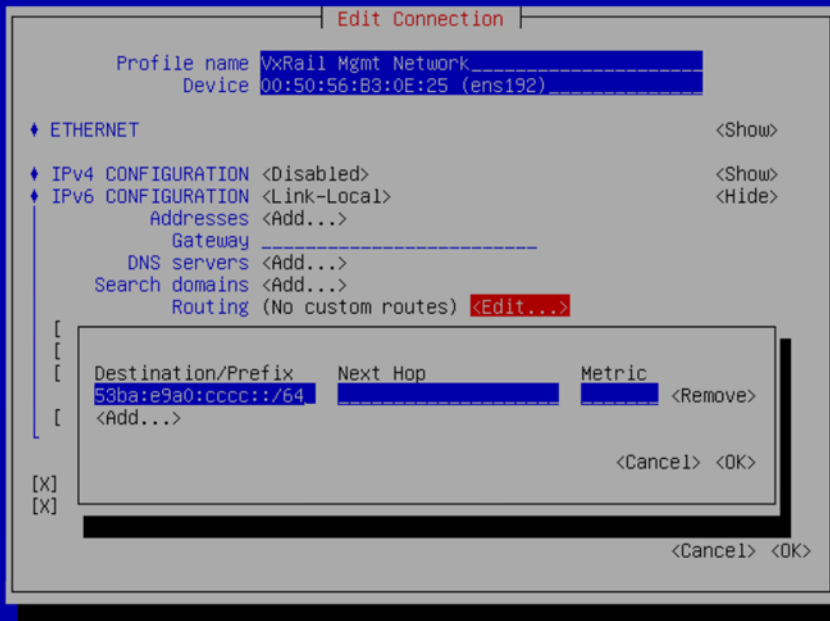 Edit Connection
Profile name VxRail Mgmt Network
Device 00:50:56:B3:0E:25 (ens192)
ETHERNET <Show>
IPv4 CONFIGURATION <Disabled> <Show>
IPv6 CONFIGURATION <Link-Local> <Hide>
Addresses <Add...>
Gateway
DNS servers <Add...>
Search domains <Add...>
Routing (No custom routes) <Edit...>
[
[
[ Destination/Prefix Next Hop Metric
53ba:e9a0:cccc::/64 <Remove>
[ <Add...>
<Cancel> <OK>
[X]
[X]
<Cancel> <OK>